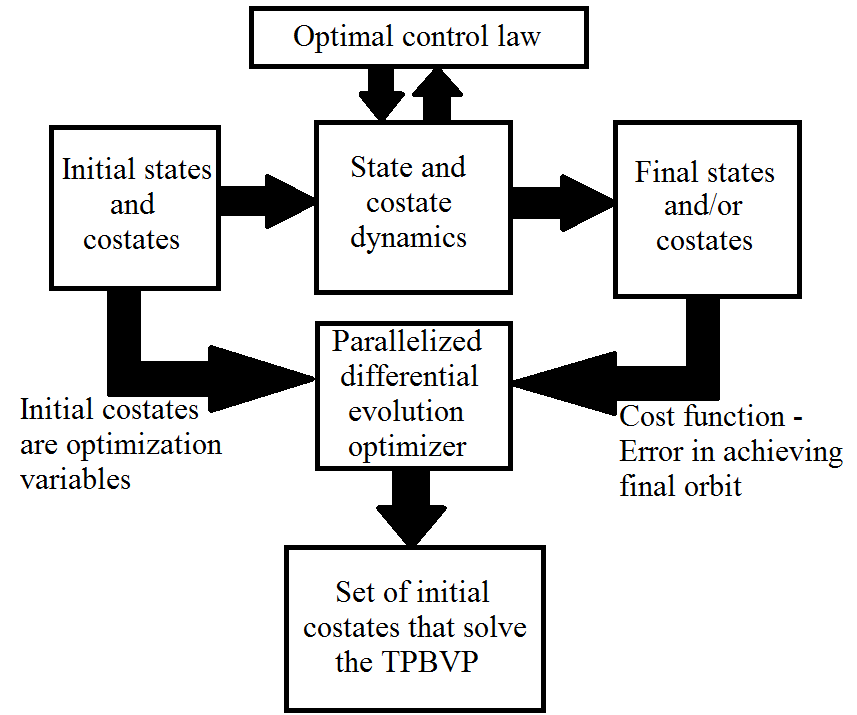 Optimal control law
Initial states
and
costates
State and
costate
dynamics
Final states
and/or
costates
Parallelized
differential
evolution
optimizer
Initial costates
are optimization
variables
Cost function -
Error in achieving
final orbit
Set of initial
costates that solve
the TPBVP